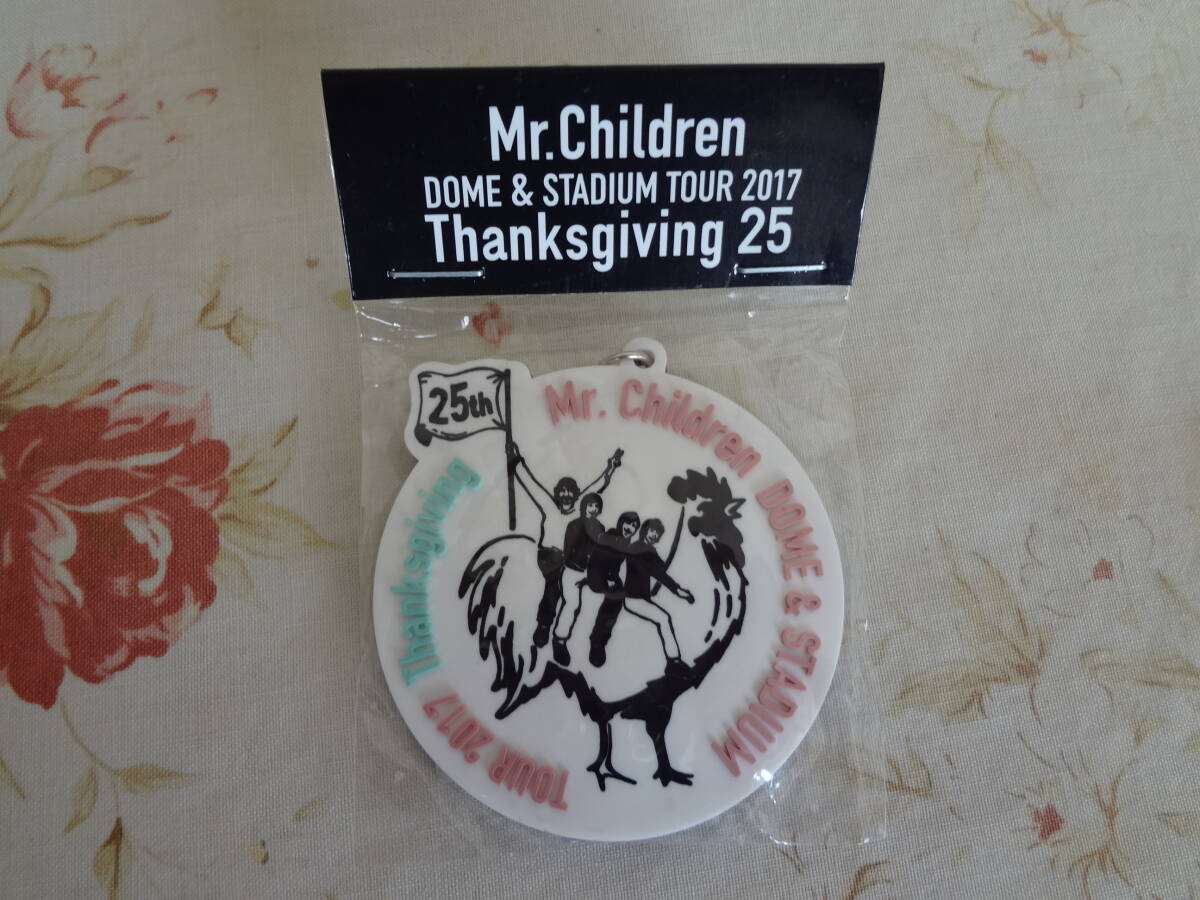 Mr.Children
DOME & STADIUM TOUR 2017
Thanksgiving 25
25th
Mr. Children DOME & STADIUM
TOUR 2017 Thanksgiving